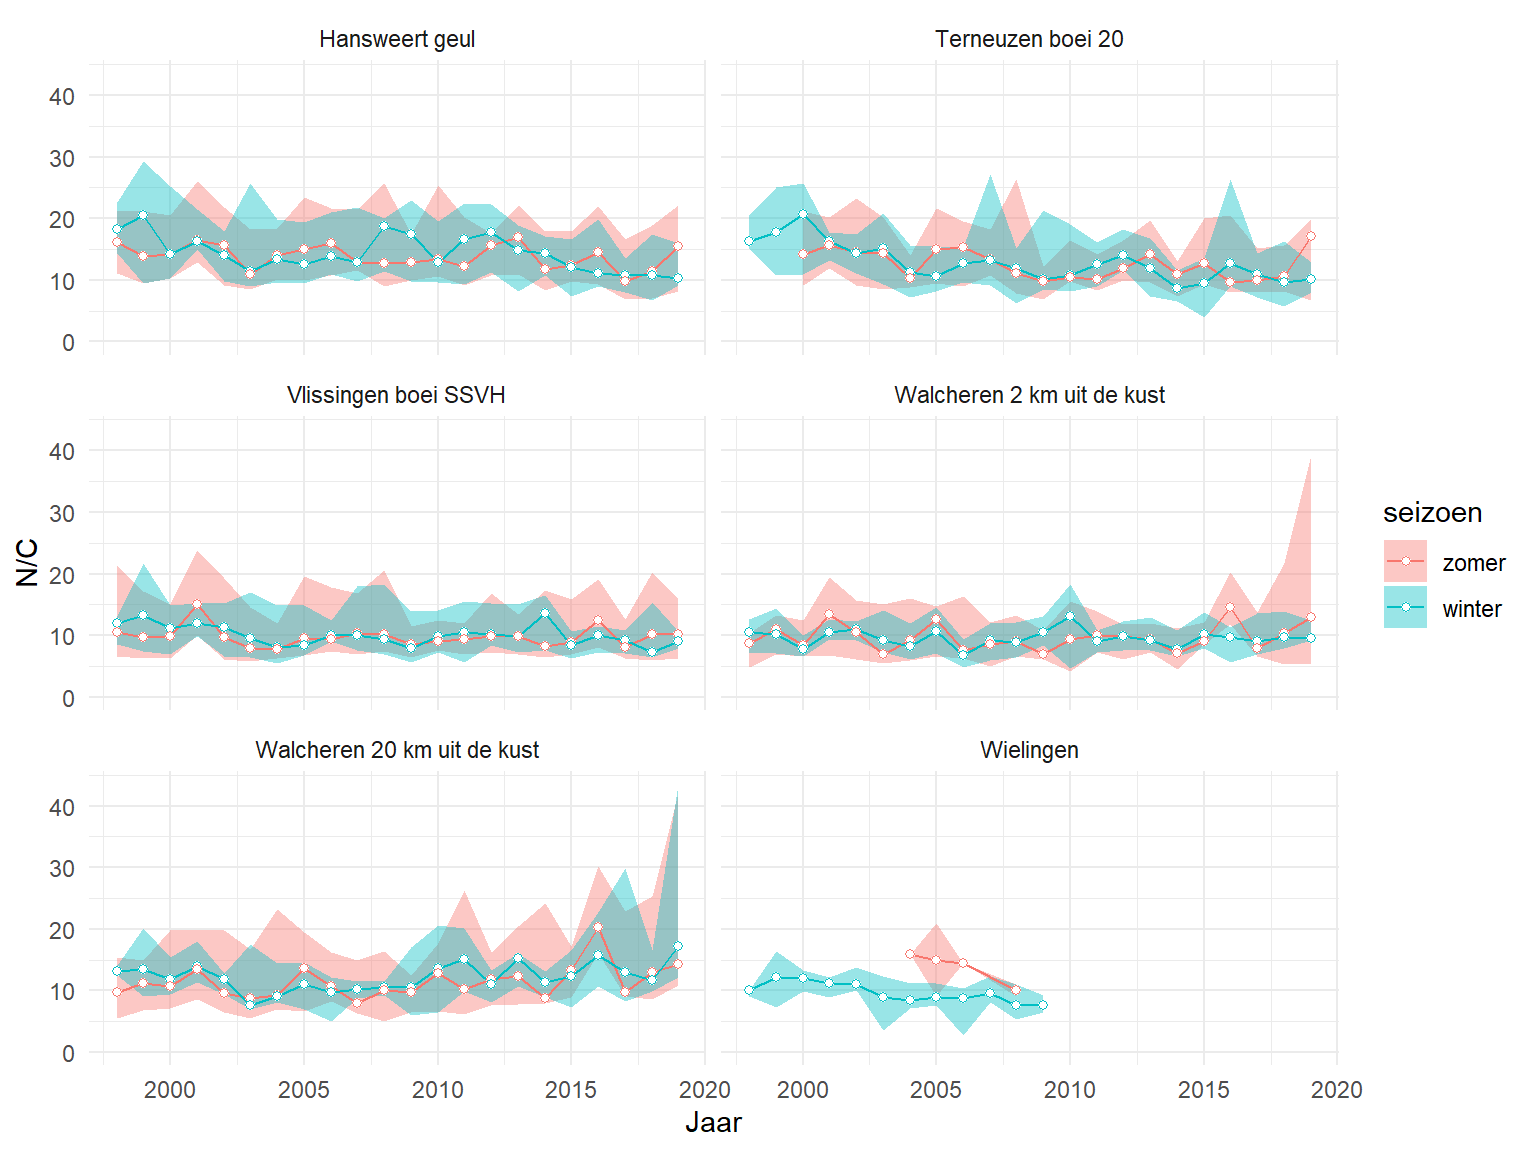 Hansweert geul
Terneuzen boei 20
40
30
20
10
0
Vlissingen boei SSVH
Walcheren 2 km uit de kust
40
30
20
10
0
N/C
Walcheren 20 km uit de kust
Wielingen
40
30
20
10
0
2000 2005 2010 2015 2020 2000 2005 2010 2015 2020
Jaar
seizoen
zomer
winter